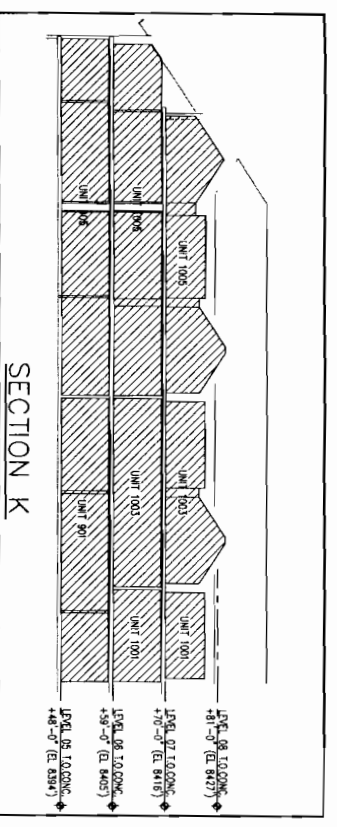 UNIT 1005
UNIT 1003
UNIT 1001
UNIT 1005
UNIT 1003
UNIT 1001
UNIT
UNIT 901
LEVEL 08 T.O.CONC.
+81'-0" (EL 8427')
LEVEL 07 T.O.CONC.
+70'-0" (EL 8416')
LEVEL 06 T.O.CONC.
+59'-0" (EL 8405')
LEVEL 05 T.O.CONC.
+48'-0" (EL 8394')
SECTION K